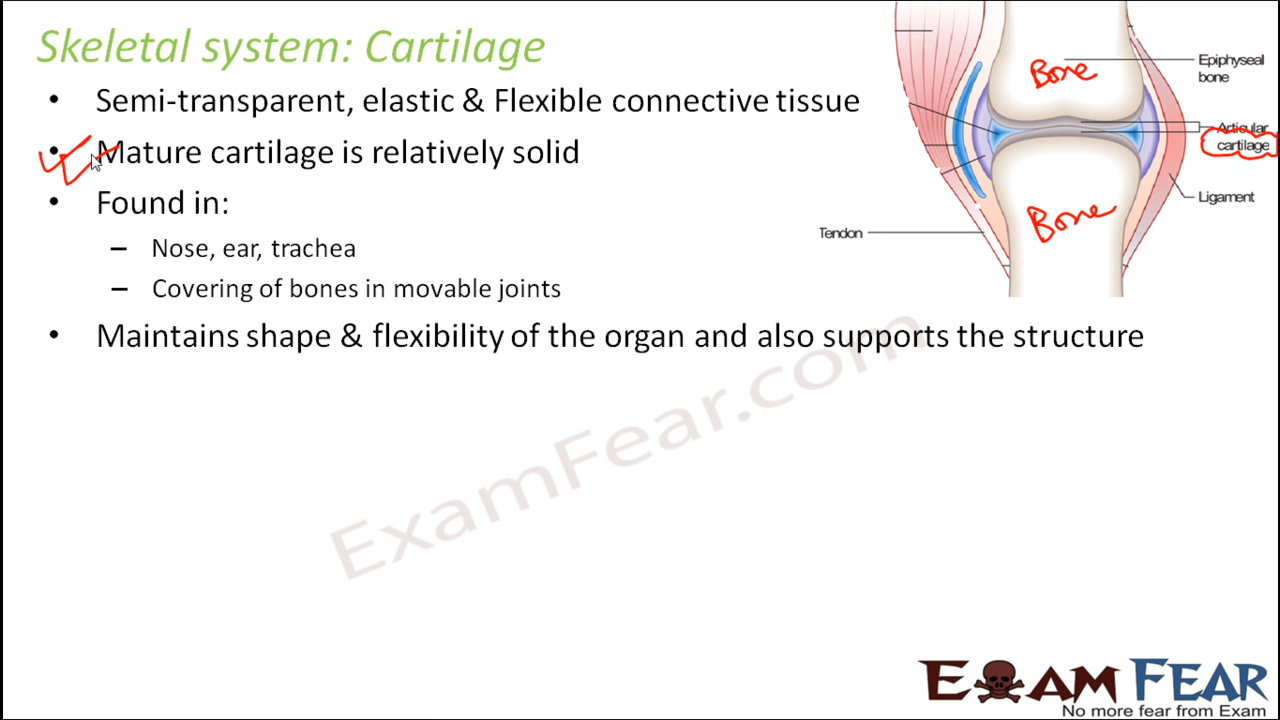 Skeletal system: Cartilage
• Semi-transparent, elastic & Flexible connective tissue
• Mature cartilage is relatively solid
• Found in:
– Nose, ear, trachea
– Covering of bones in movable joints
• Maintains shape & flexibility of the organ and also supports the structure
Bone
Epiphyseal
bone
Articular
cartilage
Bone
Ligament
Tendon
ExamFear.com
EXAM FEAR
No more fear from Exam